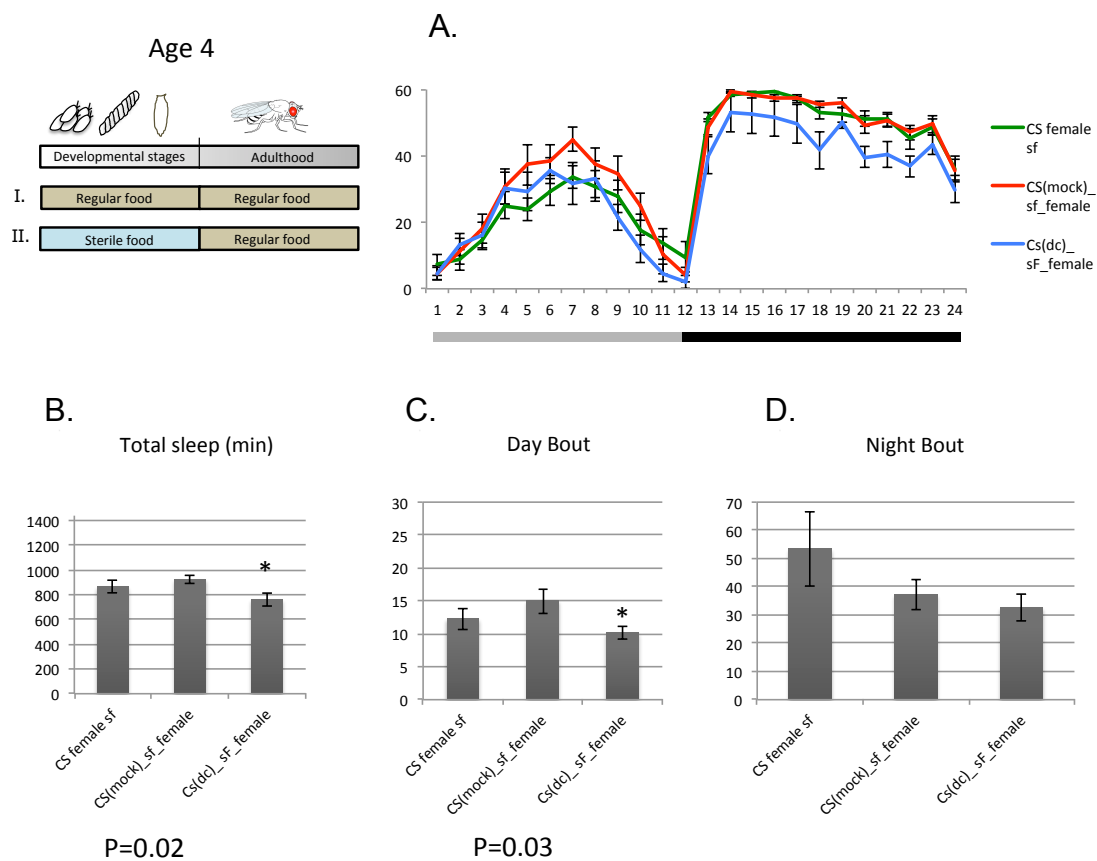 A.
Age 4
Developmental stages Adulthood
I. Regular food Regular food
II. Sterile food Regular food
60
40
20
0
1 2 3 4 5 6 7 8 9 10 11 12 13 14 15 16 17 18 19 20 21 22 23 24
CS female
sf
CS(mock)_
sf_female
Cs(dc)_
sF_female
B.
Total sleep (min)
1400
1200
1000
800
600
400
200
0
*
CS female sf
CS(mock)_sf_female
Cs(dc)_sF_female
P=0.02
C.
Day Bout
30
25
20
15
10
5
0
*
CS female sf
CS(mock)_sf_female
Cs(dc)_sF_female
P=0.03
D.
Night Bout
70
60
50
40
30
20
10
0
CS female sf
CS(mock)_sf_female
Cs(dc)_sF_female